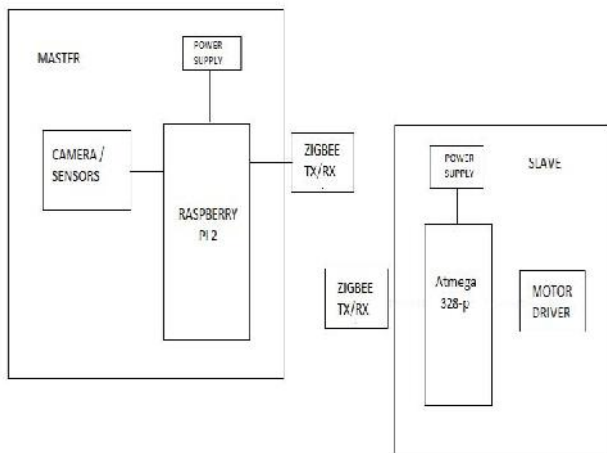 MASTER
POWER
SUPPLY
CAMERA /
SENSORS
RASPBERRY
PI 2
ZIGBEE
TX/RX
SLAVE
POWER
SUPPLY
ZIGBEE
TX/RX
Atmega
328-p
MOTOR
DRIVER